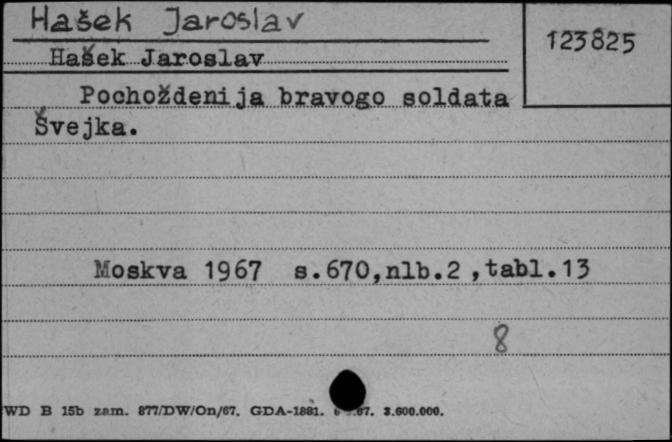 Hašek Jaroslav
123825
Hašek Jaroslav
Pochoždenija bravogo soldata
Švejka.
Moskva 1967 s.670,nlb.2 ,tabl.13
8
WD B 15b zam. 877/DW/On/67. GDA-1881. 67. 3.600.000.